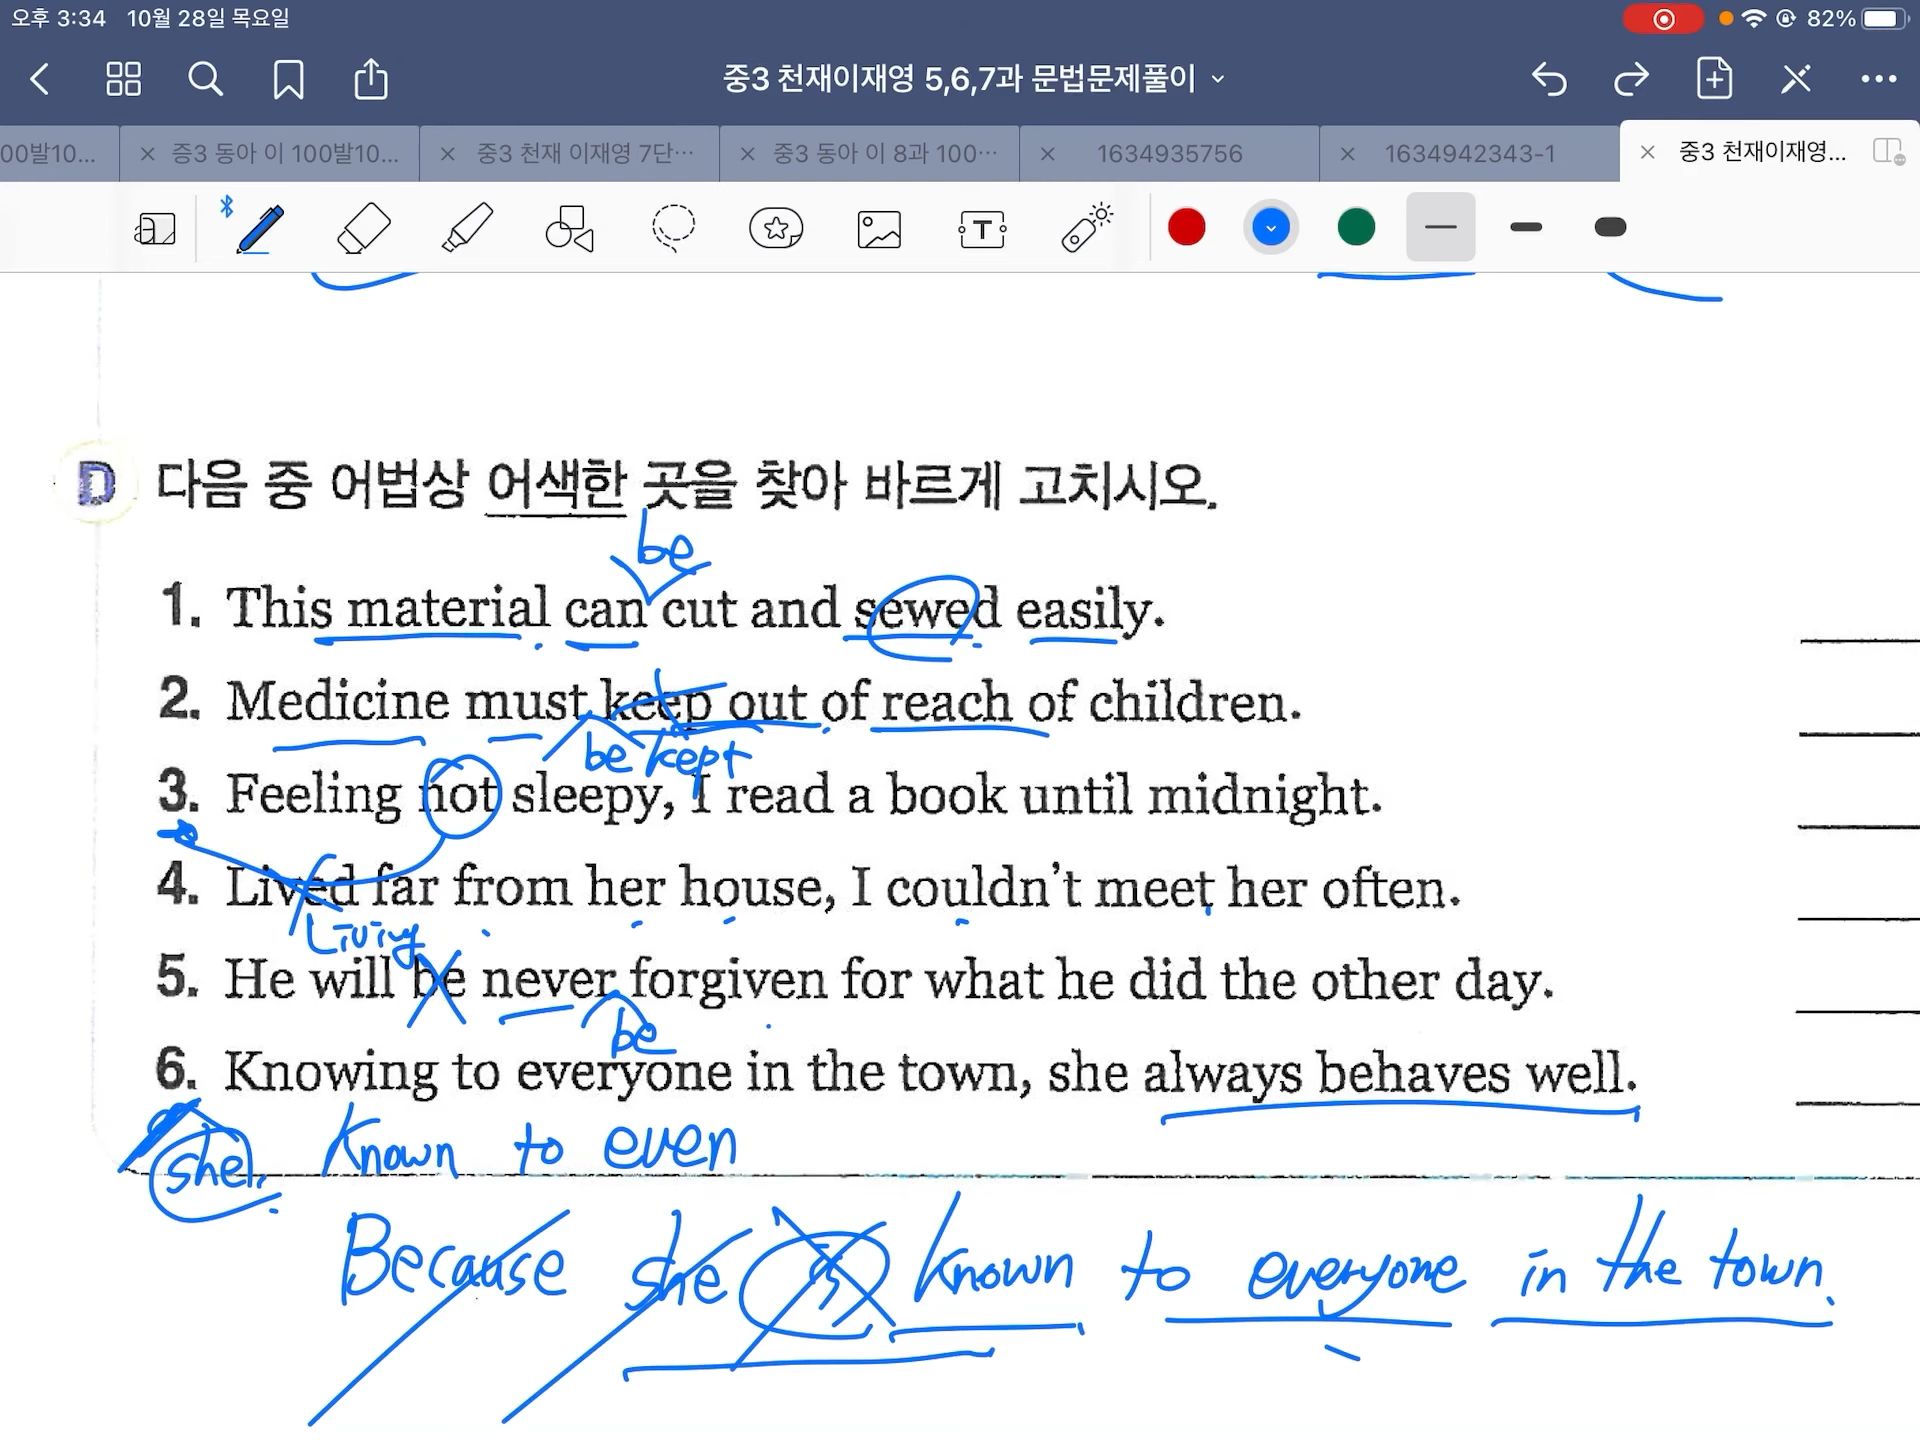 오후 3:34 10월 28일 목요일 82%
중3 천재이재영 5,6,7과 문법문제풀이
00발10... × 증3 동아 이 100발10... × 중3 천재 이재영 7단··· × 중3 동아 이 8과 100··· × 1634935756 × 1634942343-1 × 중3 천재이재영...
D 다음 중 어법상 어색한 곳을 찾아 바르게 고치시오.
be
1. This material can cut and sewed easily.
2. Medicine must keep out of reach of children.
be kept
3. Feeling not sleepy, I read a book until midnight.
4. Lived far from her house, I couldn't meet her often.
Living
5. He will be never forgiven for what he did the other day.
be
6. Knowing to everyone in the town, she always behaves well.
she Known to even
Because she is known to everyone in the town.